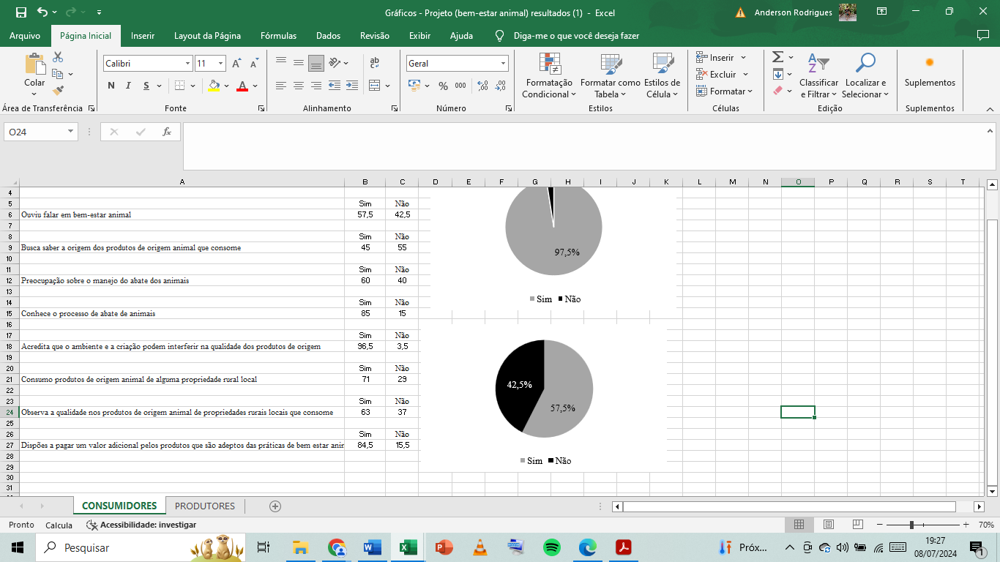 Gráficos - Projeto (bem-estar animal) resultados (1) - Excel
Anderson Rodrigues
Arquivo Página Inicial Inserir Layout da Página Fórmulas Dados Revisão Exibir Ajuda Diga-me o que você deseja fazer
Colar
Área de Transferência
Calibri 11
N I S
Fonte
ab
Alinhamento
Geral
% 000
Número
Formatação Condicional
Formatar como Tabela
Estilos de Célula
Estilos
Inserir
Excluir
Formatar
Células
Classificar e Filtrar
Localizar e Selecionar
Edição
Suplementos
Suplementos
O24
fx
A B C D E F G H I J K L M N O P Q R S T
4
5 Sim Não
6 Ouviu falar em bem-estar animal 57,5 42,5
7
8 Sim Não
9 Busca saber a origem dos produtos de origem animal que consome 45 55
10
11 Sim Não
12 Preocupação sobre o manejo do abate dos animais 60 40
13
14 Sim Não
15 Conhece o processo de abate de animais 85 15
16
17 Sim Não
18 Acredita que o ambiente e a criação podem interferir na qualidade dos produtos de origem 96,5 3,5
19
20 Sim Não
21 Consumo produtos de origem animal de alguma propriedade rural local 71 29
22
23 Sim Não
24 Observa a qualidade nos produtos de origem animal de propriedades rurais locais que consome 63 37
25
26 Sim Não
27 Dispões a pagar um valor adicional pelos produtos que são adeptos das práticas de bem estar anir 84,5 15,5
28
29
30
31
97,5%
Sim Não
42,5%
57,5%
Sim Não
CONSUMIDORES PRODUTORES
Pronto Calcula Acessibilidade: investigar
70%
Pesquisar
Próx...
19:27
08/07/2024
1